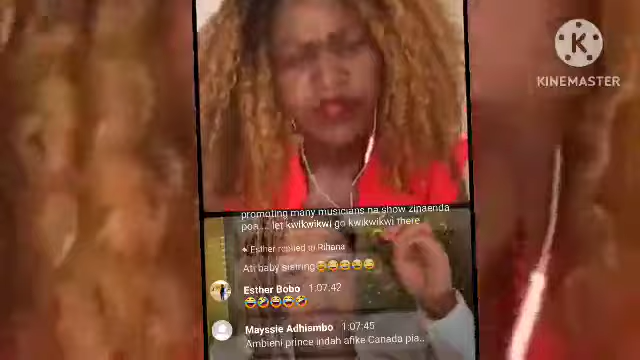 K
KINEMASTER
promoting many musicians na show zinaenda
poa ... let kwikwikwi go kwikwikwi there
Esther replied to Rihana
Ati baby sistring😂😂😂😂😂
Esther Bobo 1:07:42
😂🤣😂😂🤣
Mayssie Adhiambo 1:07:45
Ambieni prince indah afike Canada pia..